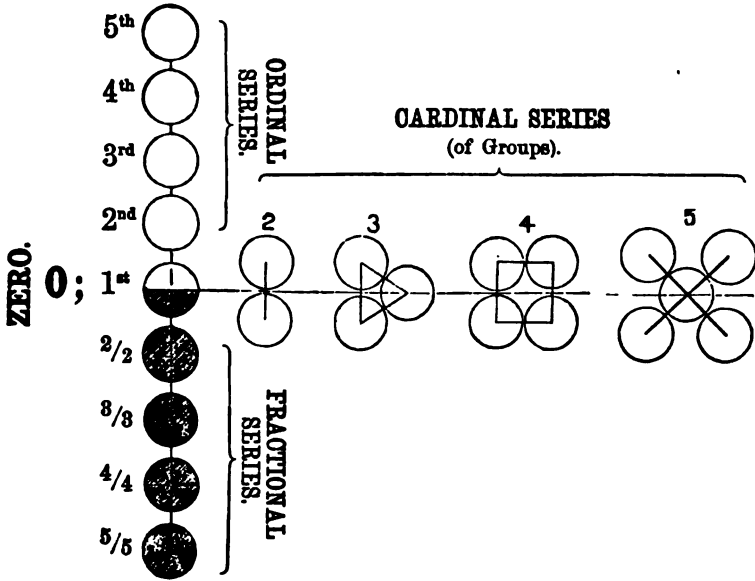 5th
4th
3rd
2nd
ORDINAL
SERIES.
CARDINAL SERIES
(of Groups).
2
3
4
5
ZERO.
0; 1st
2/2
3/3
4/4
5/5
FRACTIONAL
SERIES.